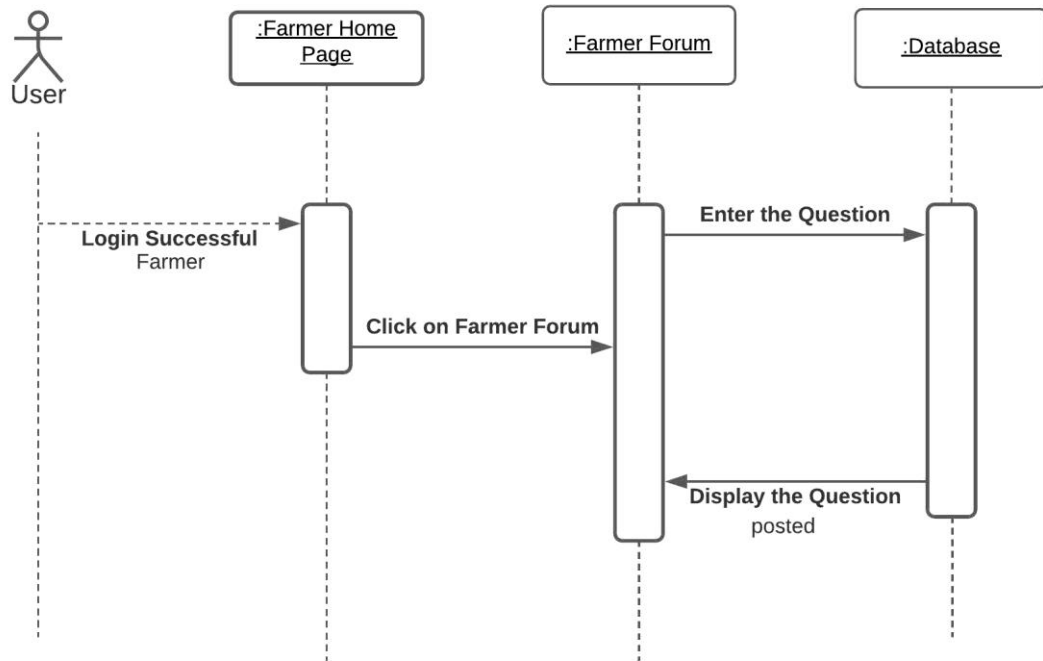 :Farmer Home
Page
:Farmer Forum
:Database
User
Enter the Question
Login Successful
Farmer
Click on Farmer Forum
Display the Question
posted